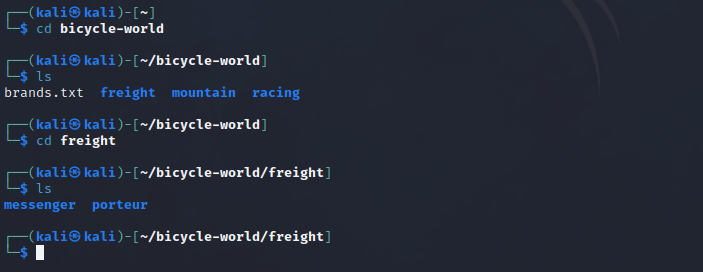 ┌──(kali㉿kali)-[~]
└─$ cd bicycle-world
┌──(kali㉿kali)-[~/bicycle-world]
└─$ ls
brands.txt  freight  mountain  racing
┌──(kali㉿kali)-[~/bicycle-world]
└─$ cd freight
┌──(kali㉿kali)-[~/bicycle-world/freight]
└─$ ls
messenger  porteur
┌──(kali㉿kali)-[~/bicycle-world/freight]
└─$